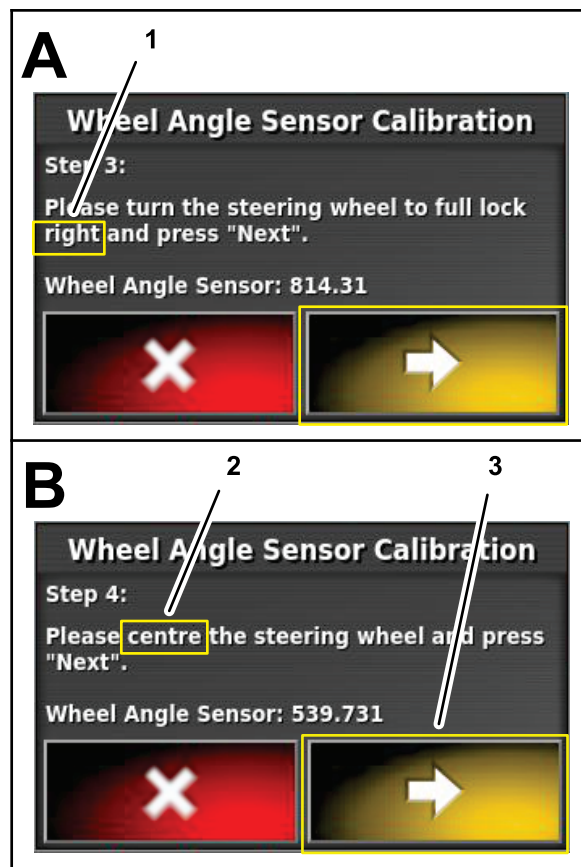 A
1
Wheel Angle Sensor Calibration
Step 3:
Please turn the steering wheel to full lock
right and press "Next".
Wheel Angle Sensor: 814.31
B
2
3
Wheel Angle Sensor Calibration
Step 4:
Please centre the steering wheel and press
"Next".
Wheel Angle Sensor: 539.731